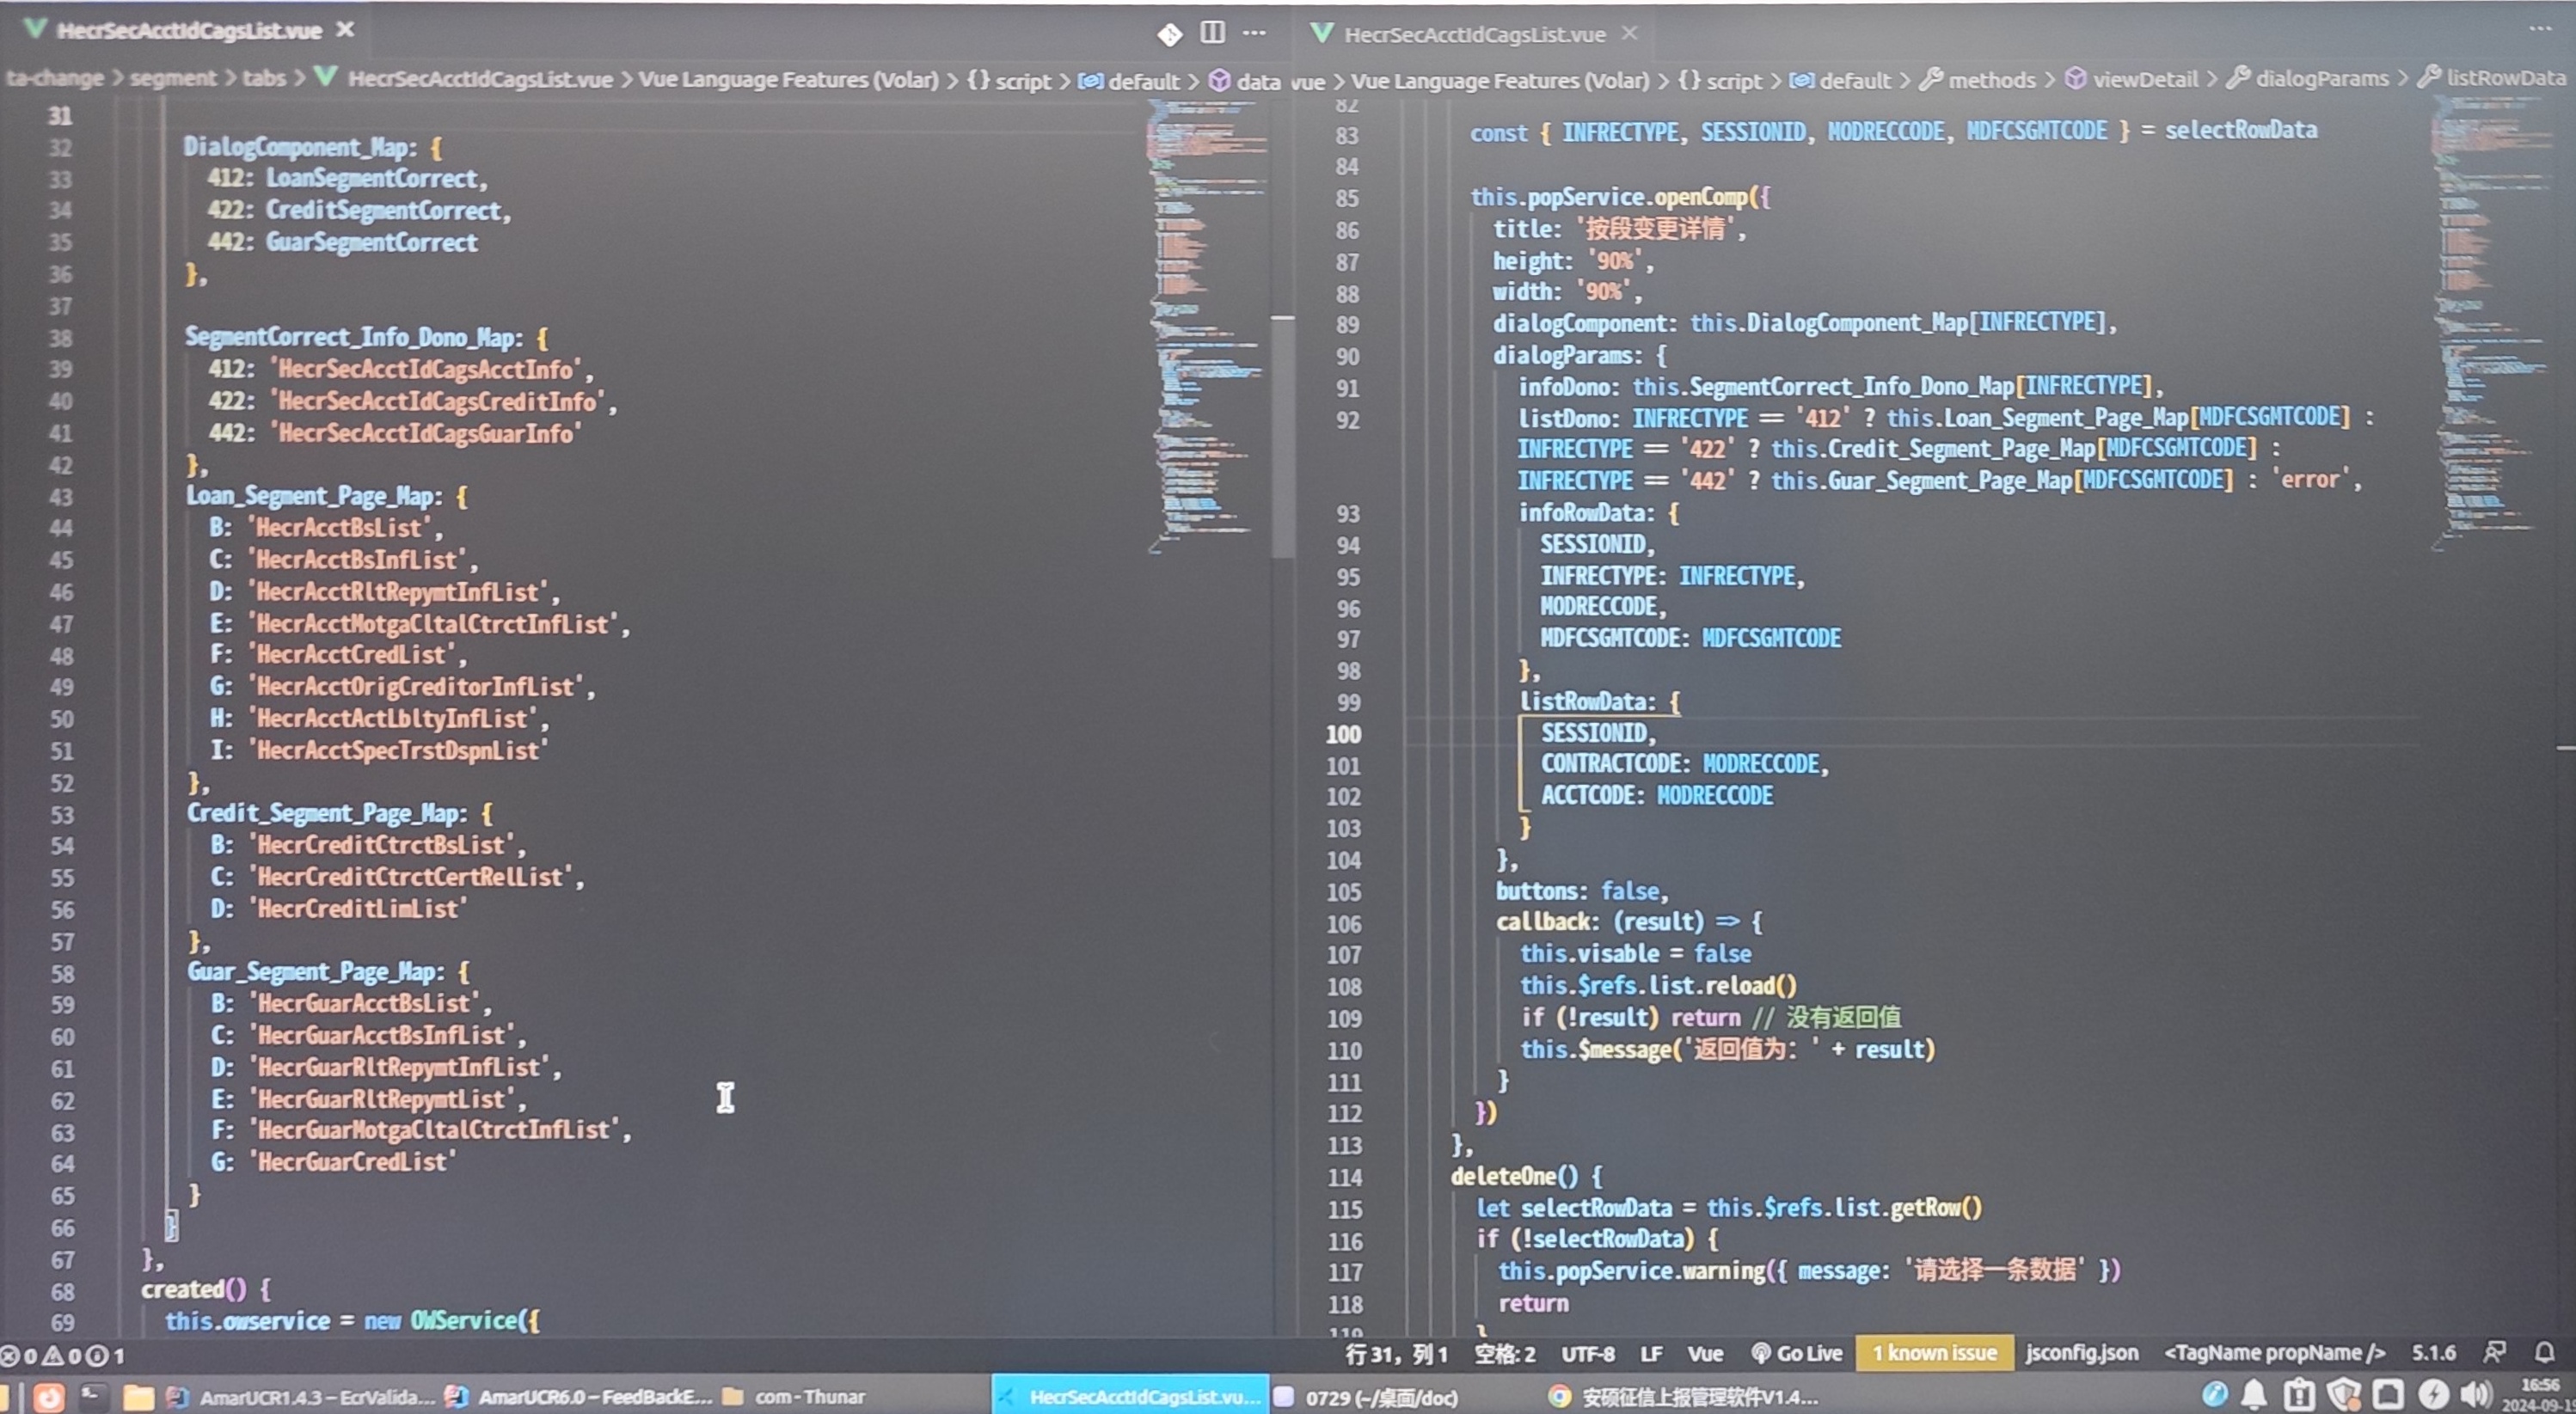 HecrSecAcctIdCagsList.vue
HecrSecAcctIdCagsList.vue
ta-change > segment > tabs > HecrSecAcctIdCagsList.vue > Vue Language Features (Volar) > {} script > default > data
vue > Vue Language Features (Volar) > {} script > default > methods > viewDetail > dialogParams > listRowData
31
32 DialogComponent_Map: {
33 412: LoanSegmentCorrect,
34 422: CreditSegmentCorrect,
35 442: GuarSegmentCorrect
36 },
37
38 SegmentCorrect_Info_Dono_Map: {
39 412: 'HecrSecAcctIdCagsAcctInfo',
40 422: 'HecrSecAcctIdCagsCreditInfo',
41 442: 'HecrSecAcctIdCagsGuarInfo'
42 },
43 Loan_Segment_Page_Map: {
44 B: 'HecrAcctBsList',
45 C: 'HecrAcctBsInfList',
46 D: 'HecrAcctRltRepymtInfList',
47 E: 'HecrAcctMotgaCltalCtrctInfList',
48 F: 'HecrAcctCredList',
49 G: 'HecrAcctOrigCreditorInfList',
50 H: 'HecrAcctActLbltyInfList',
51 I: 'HecrAcctSpecTrstDspnList'
52 },
53 Credit_Segment_Page_Map: {
54 B: 'HecrCreditCtrctBsList',
55 C: 'HecrCreditCtrctCertRelList',
56 D: 'HecrCreditLimList'
57 },
58 Guar_Segment_Page_Map: {
59 B: 'HecrGuarAcctBsList',
60 C: 'HecrGuarAcctBsInfList',
61 D: 'HecrGuarRltRepymtInfList',
62 E: 'HecrGuarRltRepymtList',
63 F: 'HecrGuarMotgaCltalCtrctInfList',
64 G: 'HecrGuarCredList'
65 }
66 }
67 },
68 created() {
69 this.owservice = new OWService({
82
83 const { INFRECTYPE, SESSIONID, MODRECCODE, MDFCSGMTCODE } = selectRowData
84
85 this.popService.openComp({
86 title: '按段变更详情',
87 height: '90%',
88 width: '90%',
89 dialogComponent: this.DialogComponent_Map[INFRECTYPE],
90 dialogParams: {
91 infoDono: this.SegmentCorrect_Info_Dono_Map[INFRECTYPE],
92 listDono: INFRECTYPE == '412' ? this.Loan_Segment_Page_Map[MDFCSGMTCODE] :
INFRECTYPE == '422' ? this.Credit_Segment_Page_Map[MDFCSGMTCODE] :
INFRECTYPE == '442' ? this.Guar_Segment_Page_Map[MDFCSGMTCODE] : 'error',
93 infoRowData: {
94 SESSIONID,
95 INFRECTYPE: INFRECTYPE,
96 MODRECCODE,
97 MDFCSGMTCODE: MDFCSGMTCODE
98 },
99 listRowData: {
100 SESSIONID,
101 CONTRACTCODE: MODRECCODE,
102 ACCTCODE: MODRECCODE
103 }
104 },
105 buttons: false,
106 callback: (result) => {
107 this.visable = false
108 this.$refs.list.reload()
109 if (!result) return // 没有返回值
110 this.$message('返回值为: ' + result)
111 }
112 })
113 },
114 deleteOne() {
115 let selectRowData = this.$refs.list.getRow()
116 if (!selectRowData) {
117 this.popService.warning({ message: '请选择一条数据' })
118 return
119 }
0 0 1
行 31，列 1 空格: 2 UTF-8 LF Vue Go Live 1 known issue jsconfig.json <TagName propName /> 5.1.6
AmarUCR1.4.3 – EcrValida... AmarUCR6.0 – FeedBackE... com - Thunar HecrSecAcctIdCagsList.vu... 0729 (~/桌面/doc) 安硕征信上报管理软件V1.4...
16:56
2024-09-1